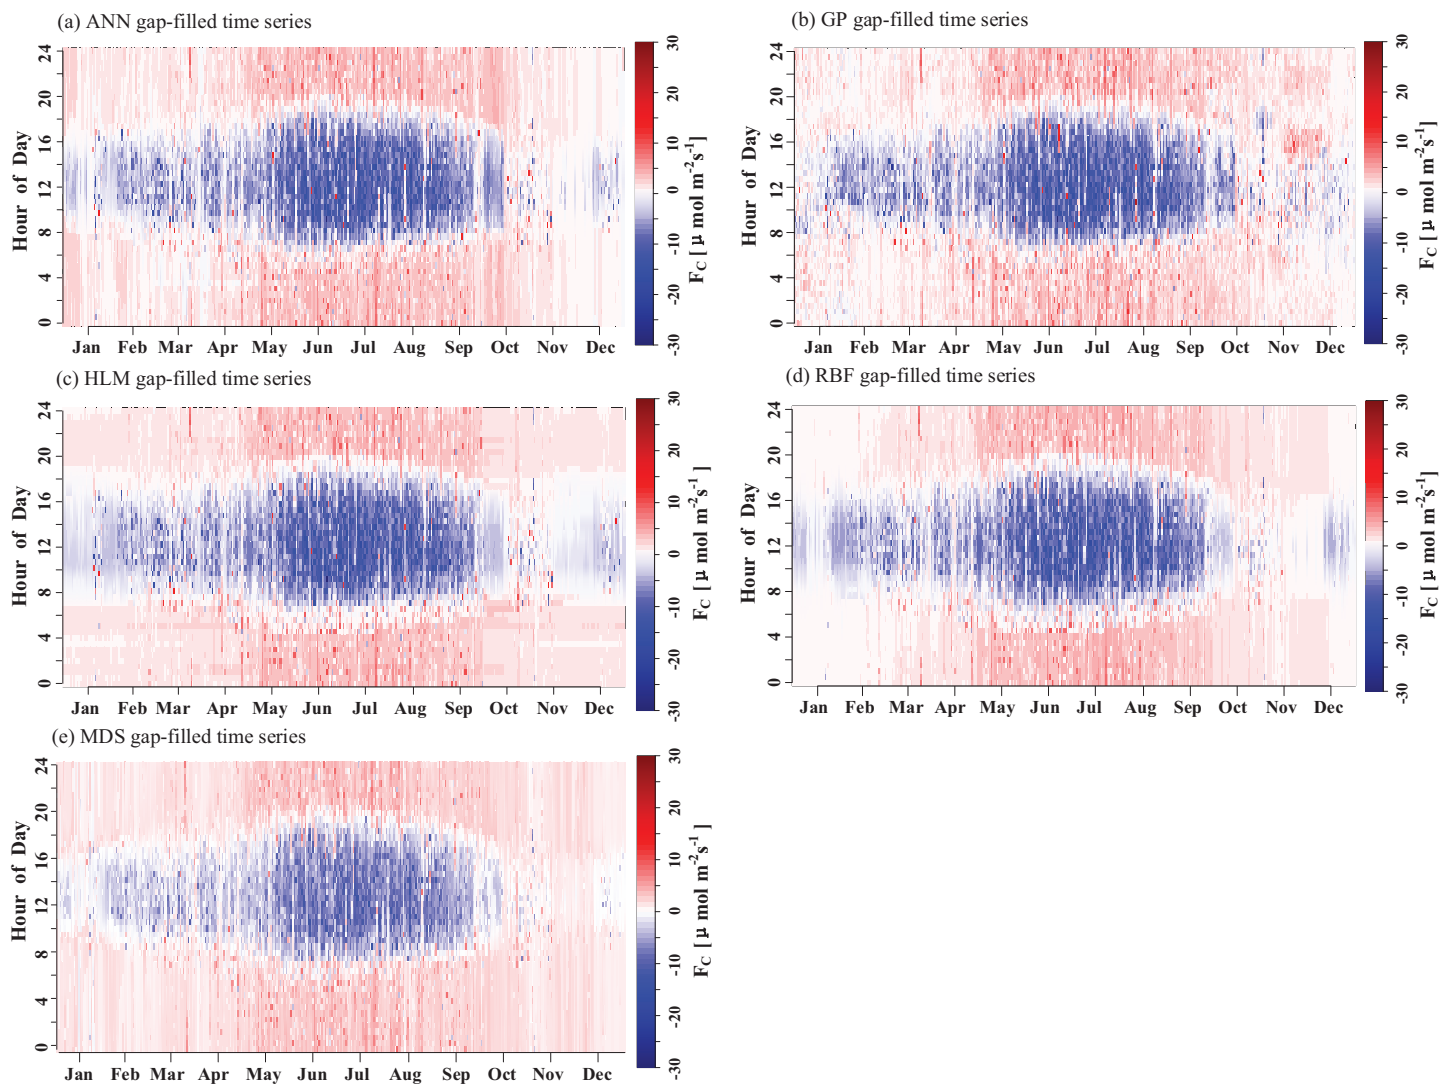 (a) ANN gap-filled time series
Hour of Day
0 4 8 12 16 20 24
Jan Feb Mar Apr May Jun Jul Aug Sep Oct Nov Dec
-30 -20 -10 0 10 20 30
F_C [ μ mol m⁻²s⁻¹ ]
(b) GP gap-filled time series
Hour of Day
0 4 8 12 16 20 24
Jan Feb Mar Apr May Jun Jul Aug Sep Oct Nov Dec
-30 -20 -10 0 10 20 30
F_C [ μ mol m⁻²s⁻¹ ]
(c) HLM gap-filled time series
Hour of Day
0 4 8 12 16 20 24
Jan Feb Mar Apr May Jun Jul Aug Sep Oct Nov Dec
-30 -20 -10 0 10 20 30
F_C [ μ mol m⁻²s⁻¹ ]
(d) RBF gap-filled time series
Hour of Day
0 4 8 12 16 20 24
Jan Feb Mar Apr May Jun Jul Aug Sep Oct Nov Dec
-30 -20 -10 0 10 20 30
F_C [ μ mol m⁻²s⁻¹ ]
(e) MDS gap-filled time series
Hour of Day
0 4 8 12 16 20 24
Jan Feb Mar Apr May Jun Jul Aug Sep Oct Nov Dec
-30 -20 -10 0 10 20 30
F_C [ μ mol m⁻²s⁻¹ ]